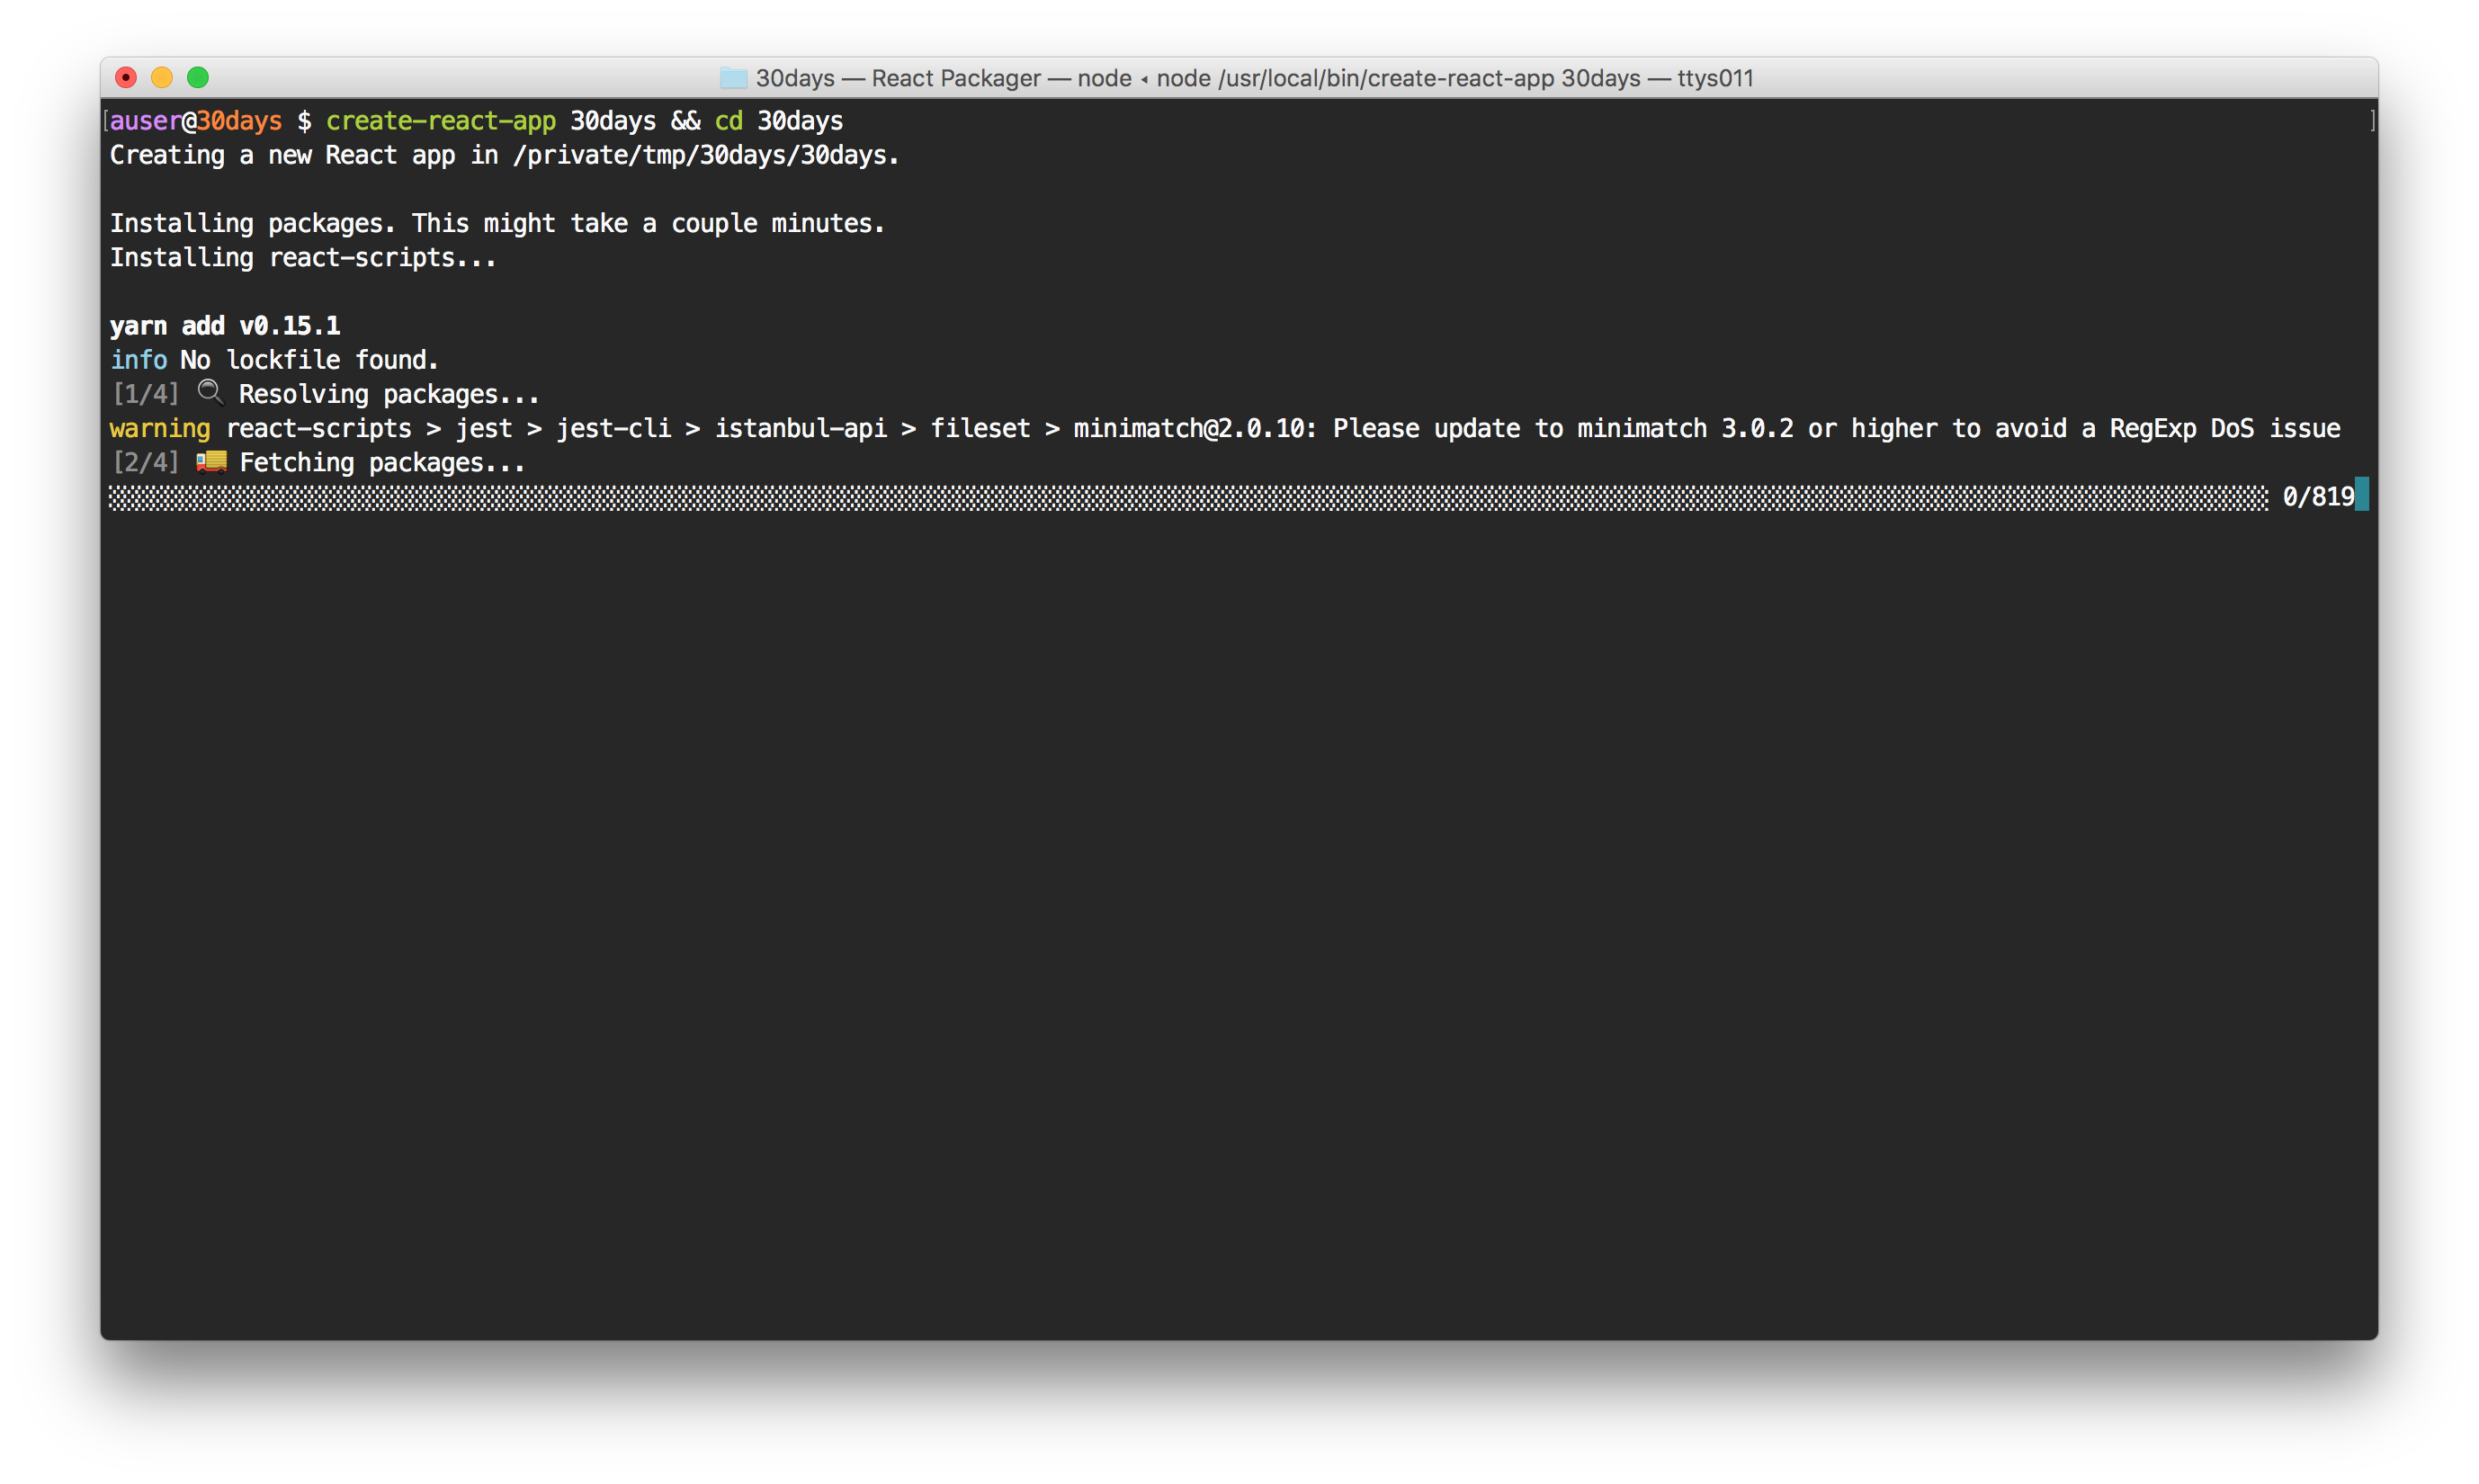 30days — React Packager — node ◂ node /usr/local/bin/create-react-app 30days — ttys011
[auser@30days $ create-react-app 30days && cd 30days ]
Creating a new React app in /private/tmp/30days/30days.
Installing packages. This might take a couple minutes.
Installing react-scripts...
yarn add v0.15.1
info No lockfile found.
[1/4] 🔍 Resolving packages...
warning react-scripts > jest > jest-cli > istanbul-api > fileset > minimatch@2.0.10: Please update to minimatch 3.0.2 or higher to avoid a RegExp DoS issue
[2/4] 🚚 Fetching packages...
0/819